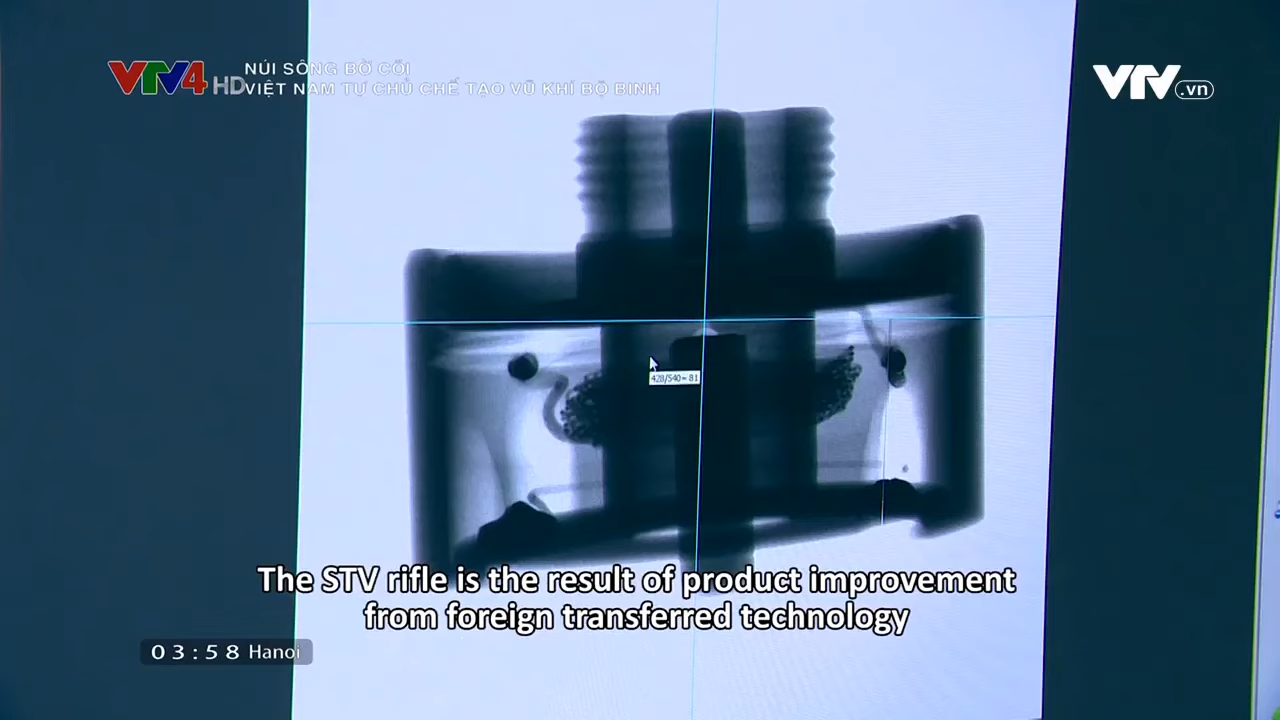 VTV4 HD
NÚI SÔNG BỜ CÕI
VIỆT NAM TỰ CHỦ CHẾ TẠO VŨ KHÍ BỘ BINH
VTV.vn
428/540= 81
The STV rifle is the result of product improvement
from foreign transferred technology
03:58 Hanoi